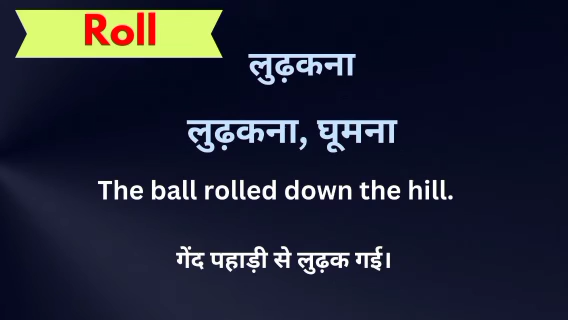 Roll
लुढ़कना
लुढ़कना, घूमना
The ball rolled down the hill.
गेंद पहाड़ी से लुढ़क गई।